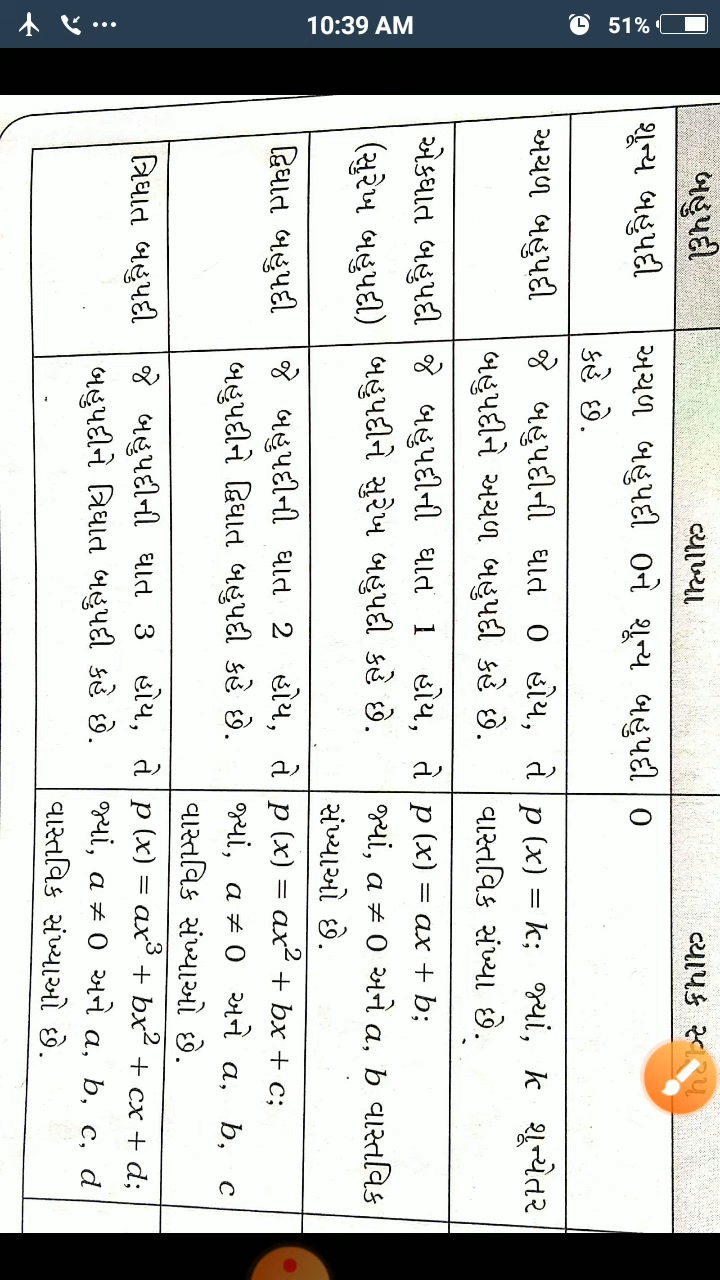 10:39 AM
51%
બહુપદી
વ્યાખ્યા
વ્યાપક
શૂન્ય બહુપદી
અચળ બહુપદી 0ને શૂન્ય બહુપદી
કહે છે.
0
અચળ બહુપદી
જે બહુપદીની ઘાત 0 હોય, તે
બહુપદીને અચળ બહુપદી કહે છે.
p (x) = k; જ્યાં, k શૂન્યેતર
વાસ્તવિક સંખ્યા છે.
એકઘાત બહુપદી
(સુરેખ બહુપદી)
જે બહુપદીની ઘાત 1 હોય, તે
બહુપદીને સુરેખ બહુપદી કહે છે.
p (x) = ax + b;
જ્યાં, a ≠ 0 અને a, b વાસ્તવિક
સંખ્યાઓ છે.
દ્વિઘાત બહુપદી
જે બહુપદીની ઘાત 2 હોય, તે
બહુપદીને દ્વિઘાત બહુપદી કહે છે.
p (x) = ax² + bx + c;
જ્યાં, a ≠ 0 અને a, b, c
વાસ્તવિક સંખ્યાઓ છે.
ત્રિઘાત બહુપદી
જે બહુપદીની ઘાત 3 હોય, તે
બહુપદીને ત્રિઘાત બહુપદી કહે છે.
p (x) = ax³ + bx² + cx + d;
જ્યાં, a ≠ 0 અને a, b, c, d
વાસ્તવિક સંખ્યાઓ છે.